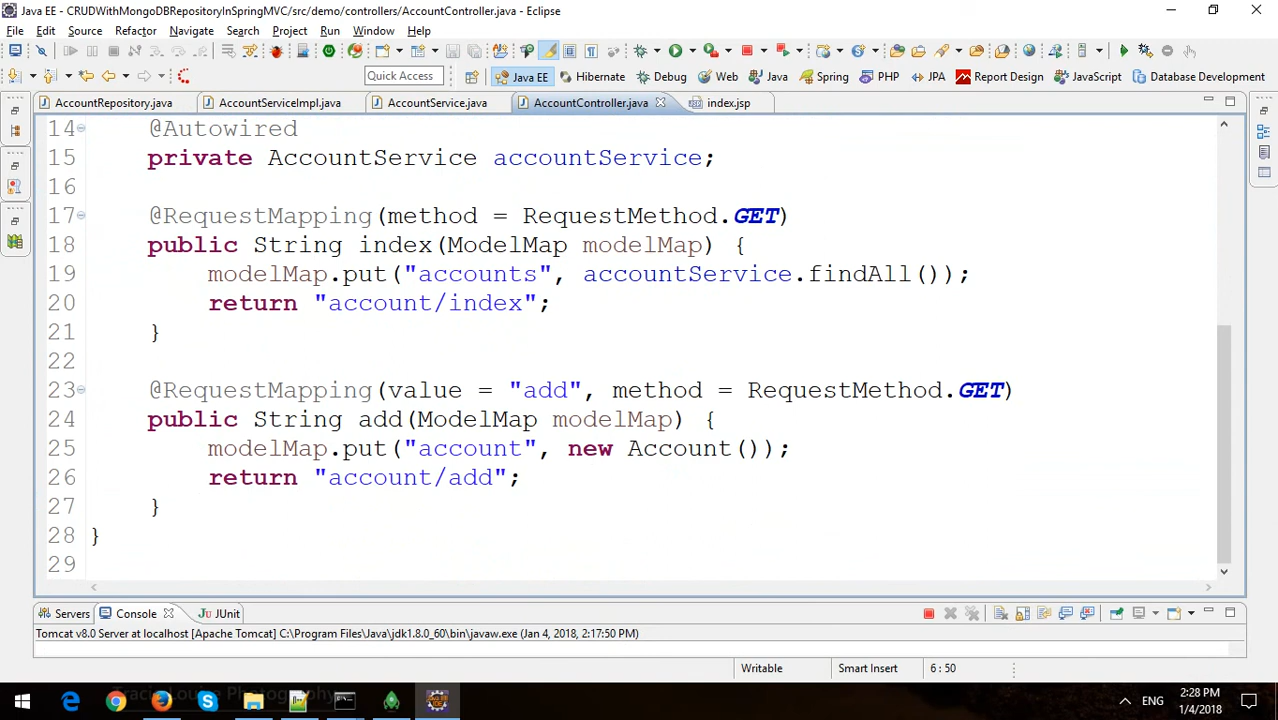 Java EE - CRUDWithMongoDBRepositoryInSpringMVC/src/demo/controllers/AccountController.java - Eclipse
File Edit Source Refactor Navigate Search Project Run Window Help
Quick Access Java EE Hibernate Debug Web Java Spring PHP JPA Report Design JavaScript Database Development
AccountRepository.java AccountServiceImpl.java AccountService.java AccountController.java index.jsp
14 @Autowired
15 private AccountService accountService;
16
17 @RequestMapping(method = RequestMethod.GET)
18 public String index(ModelMap modelMap) {
19 modelMap.put("accounts", accountService.findAll());
20 return "account/index";
21 }
22
23 @RequestMapping(value = "add", method = RequestMethod.GET)
24 public String add(ModelMap modelMap) {
25 modelMap.put("account", new Account());
26 return "account/add";
27 }
28 }
29
Servers Console JUnit
Tomcat v8.0 Server at localhost [Apache Tomcat] C:\Program Files\Java\jdk1.8.0_60\bin\javaw.exe (Jan 4, 2018, 2:17:50 PM)
Writable Smart Insert 6 : 50
ENG 2:28 PM
1/4/2018